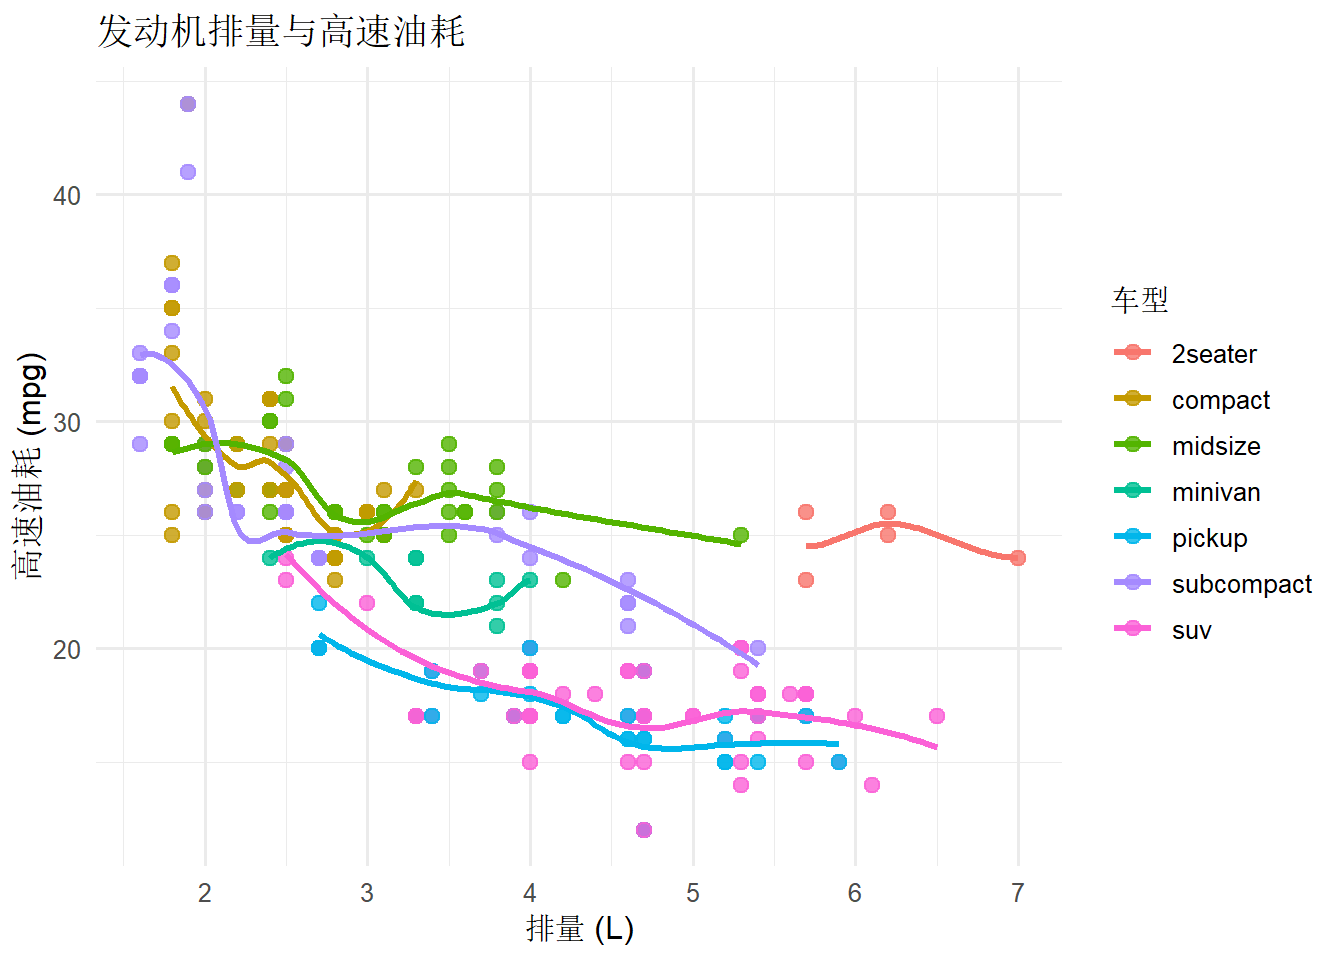 发动机排量与高速油耗
高速油耗 (mpg)
40
30
20
2
3
4
5
6
7
排量 (L)
车型
2seater
compact
midsize
minivan
pickup
subcompact
suv